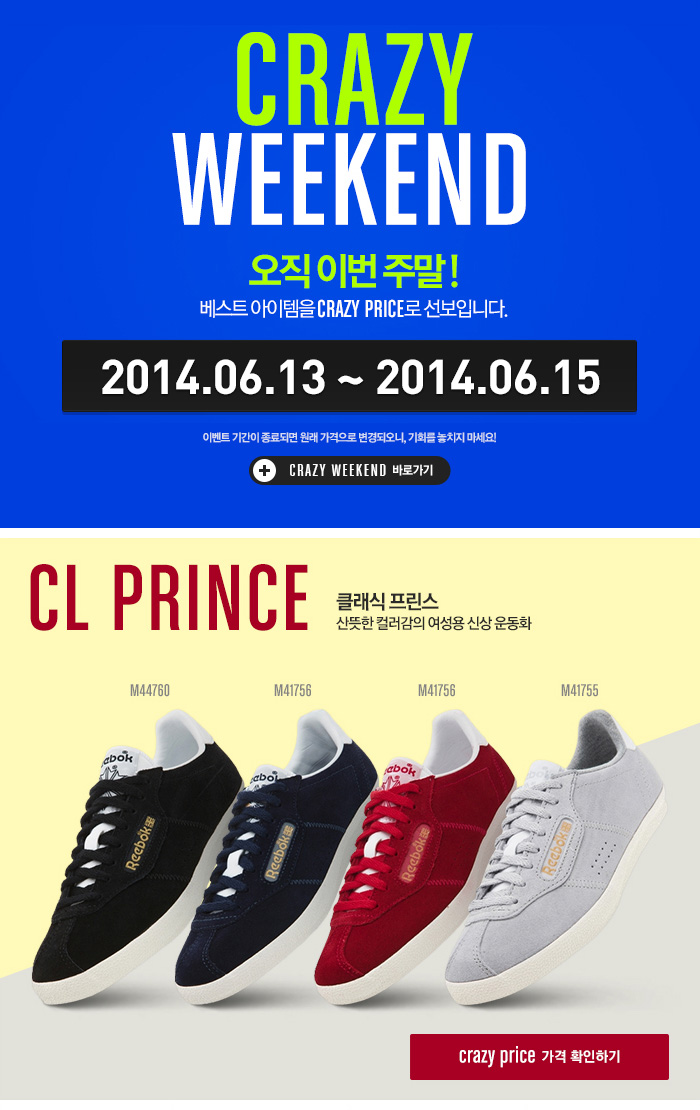 CRAZY
WEEKEND
오직 이번 주말!
베스트 아이템을 CRAZY PRICE로 선보입니다.
2014.06.13 ~ 2014.06.15
이벤트 기간이 종료되면 원래 가격으로 변경되오니, 기회를 놓치지 마세요!
CRAZY WEEKEND 바로가기
CL PRINCE
클래식 프린스
산뜻한 컬러감의 여성용 신상 운동화
M44760 M41756 M41756 M41755
Reebok Reebok Reebok Reebok
crazy price 가격 확인하기